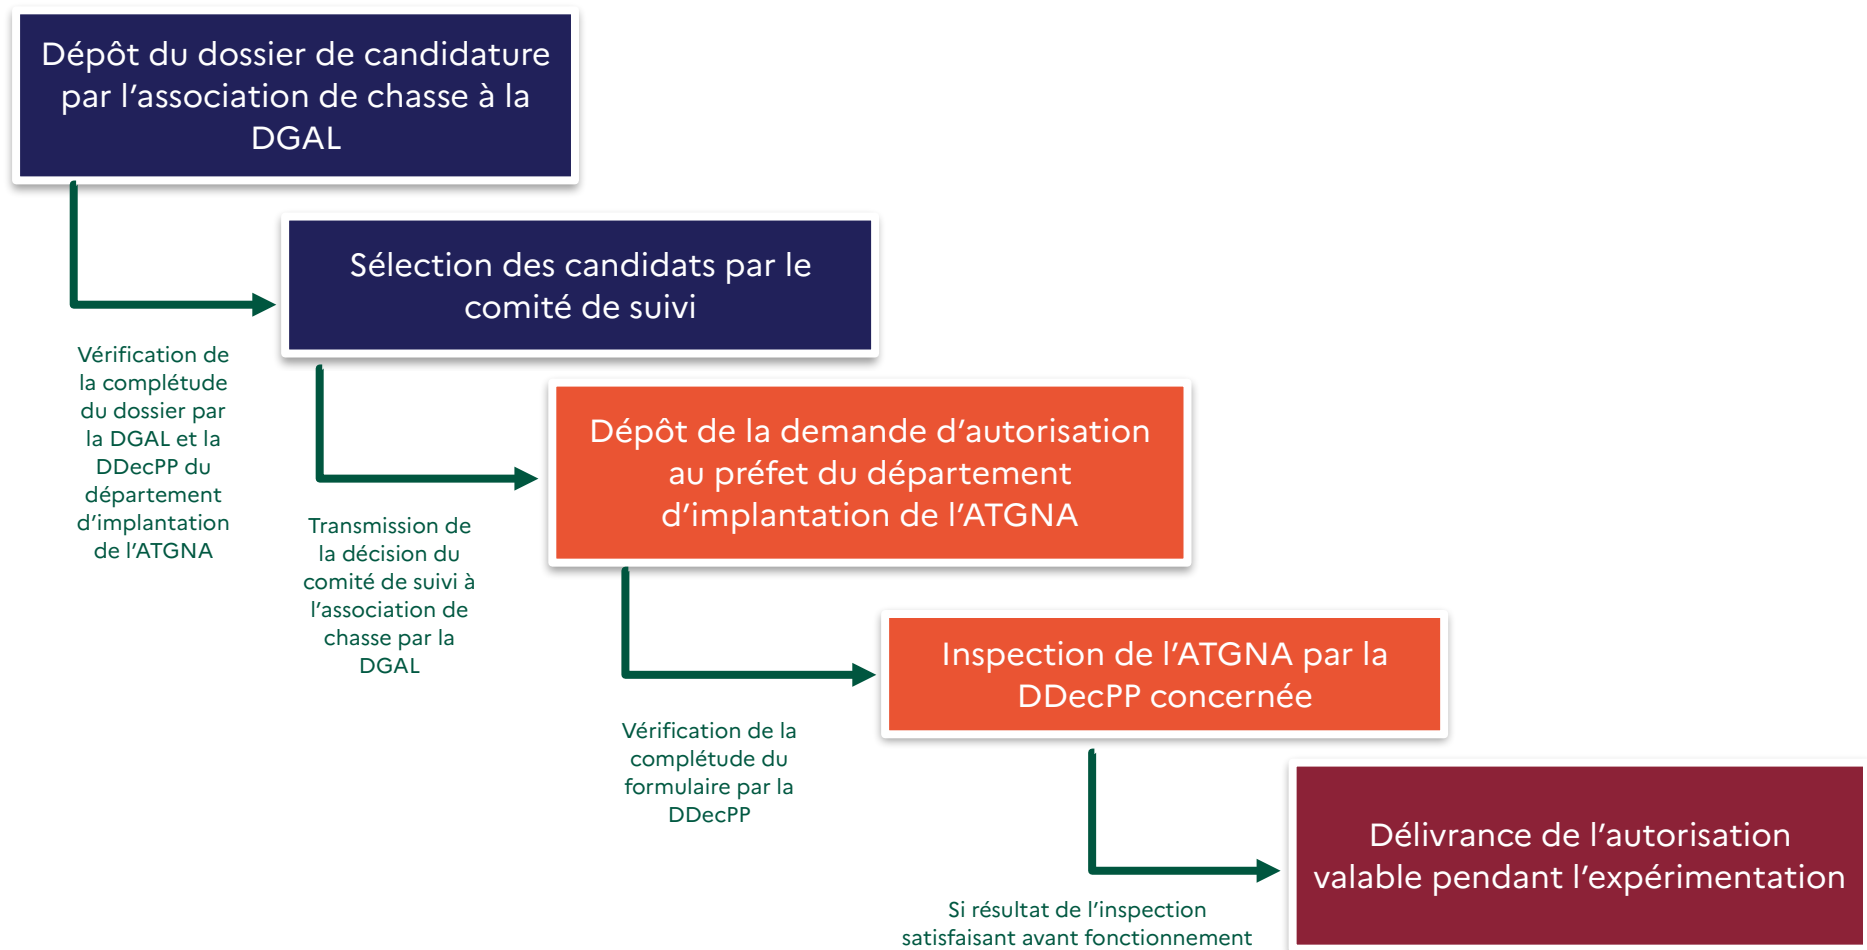 Dépôt du dossier de candidature
par l’association de chasse à la
DGAL
Sélection des candidats par le
comité de suivi
Vérification de
la complétude
du dossier par
la DGAL et la
DDecPP du
département
d’implantation
de l’ATGNA
Dépôt de la demande d’autorisation
au préfet du département
d’implantation de l’ATGNA
Transmission de
la décision du
comité de suivi à
l’association de
chasse par la
DGAL
Inspection de l’ATGNA par la
DDecPP concernée
Vérification de la
complétude du
formulaire par la
DDecPP
Délivrance de l’autorisation
valable pendant l’expérimentation
Si résultat de l’inspection
satisfaisant avant fonctionnement